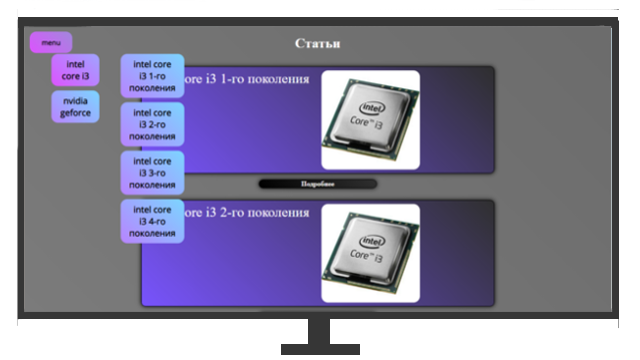 menu
Статьи
intel
core i3
nvidia
geforce
intel core
i3 1-го
поколения
intel core
i3 2-го
поколения
intel core
i3 3-го
поколения
intel core
i3 4-го
поколения
ore i3 1-го поколения
intel
Core™ i3
Подробнее
ore i3 2-го поколения
intel
Core™ i3